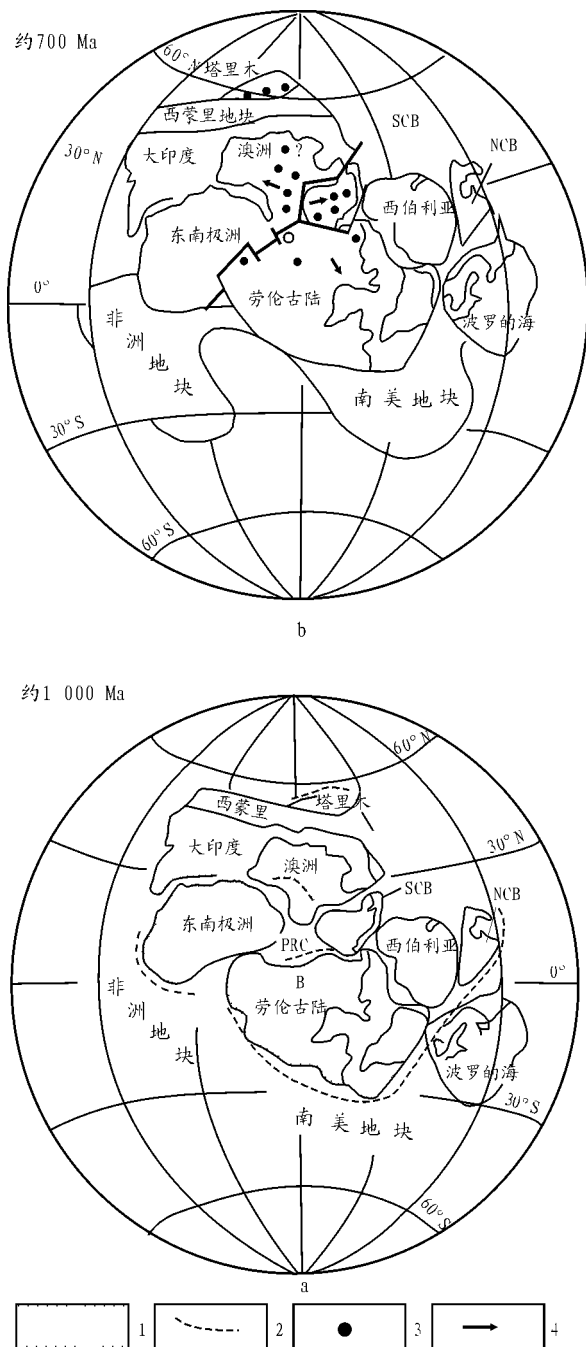 约700 Ma
60° N
塔里木
西蒙里地块
SCB
30° N
大印度
澳洲
?
NCB
西伯利亚
东南极洲
0°
劳伦古陆
波罗的海
非洲地块
南美地块
30° S
60° S
b
约1 000 Ma
60° N
塔里木
西蒙里
30° N
大印度
澳洲
SCB
NCB
东南极洲
PRC
西伯利亚
B
0°
劳伦古陆
非洲地块
波罗的海
30° S
南美地块
60° S
a
1
2
3
4